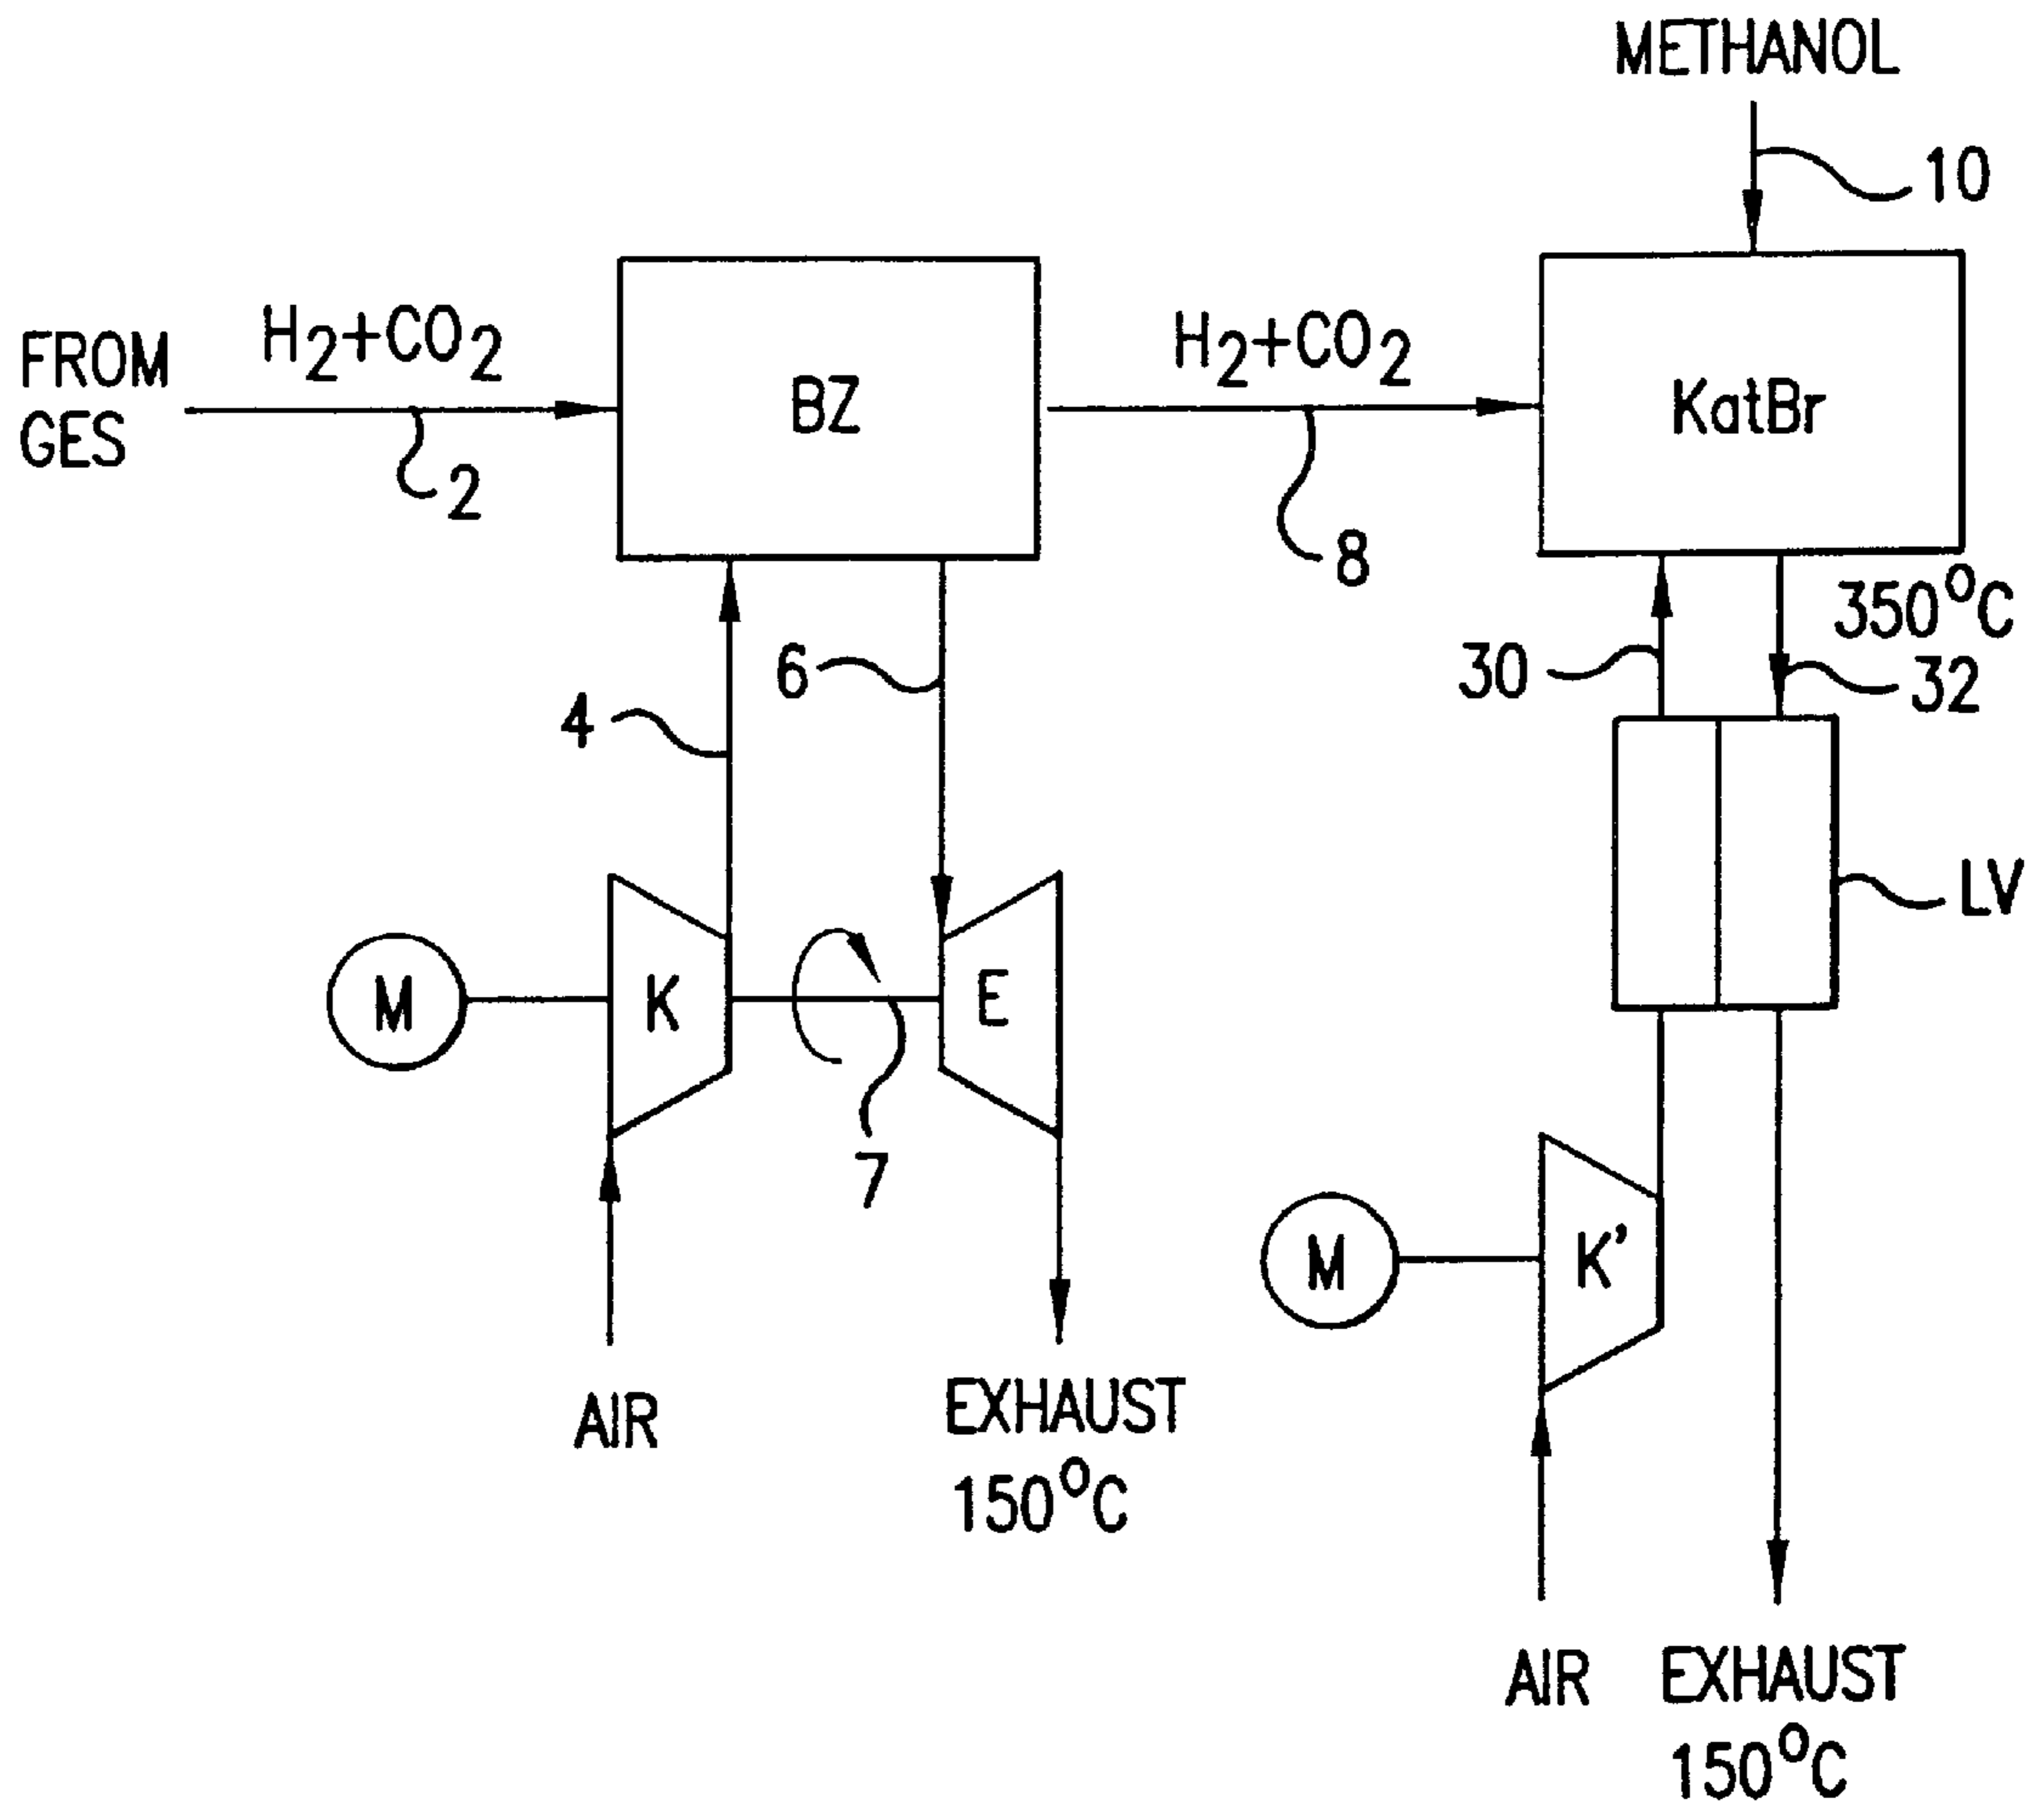 METHANOL
10
FROM
GES
H2+CO2
2
BZ
H2+CO2
8
KatBr
350°C
30
32
6
4
LV
M
K
E
7
M
K'
AIR
EXHAUST
150°C
AIR
EXHAUST
150°C